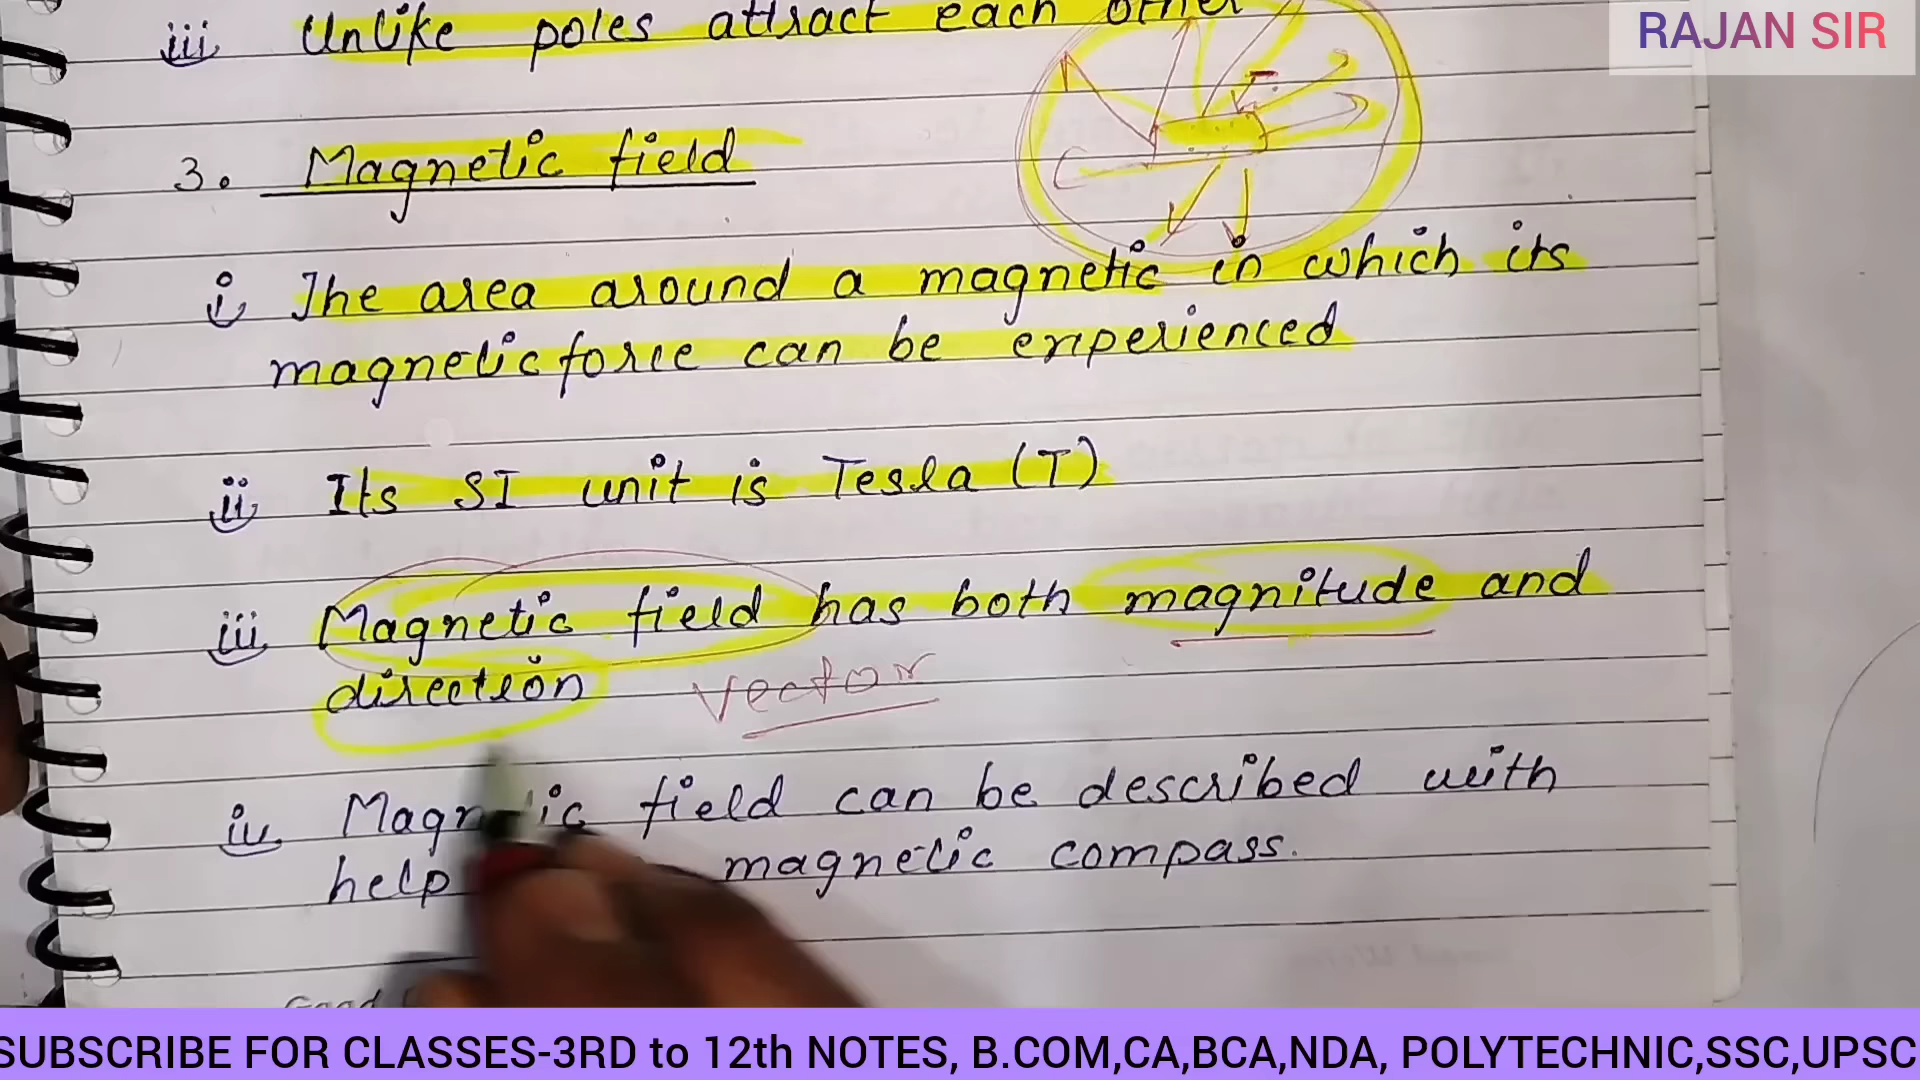 iii Unlike poles attract each other
RAJAN SIR
3. Magnetic field
i The area around a magnetic in which its
magnetic force can be experienced
ii Its SI unit is Tesla (T)
iii Magnetic field has both magnitude and
direction vector
iv Magnetic field can be described with
help magnetic compass.
Good
SUBSCRIBE FOR CLASSES-3RD to 12th NOTES, B.COM,CA,BCA,NDA, POLYTECHNIC,SSC,UPSC